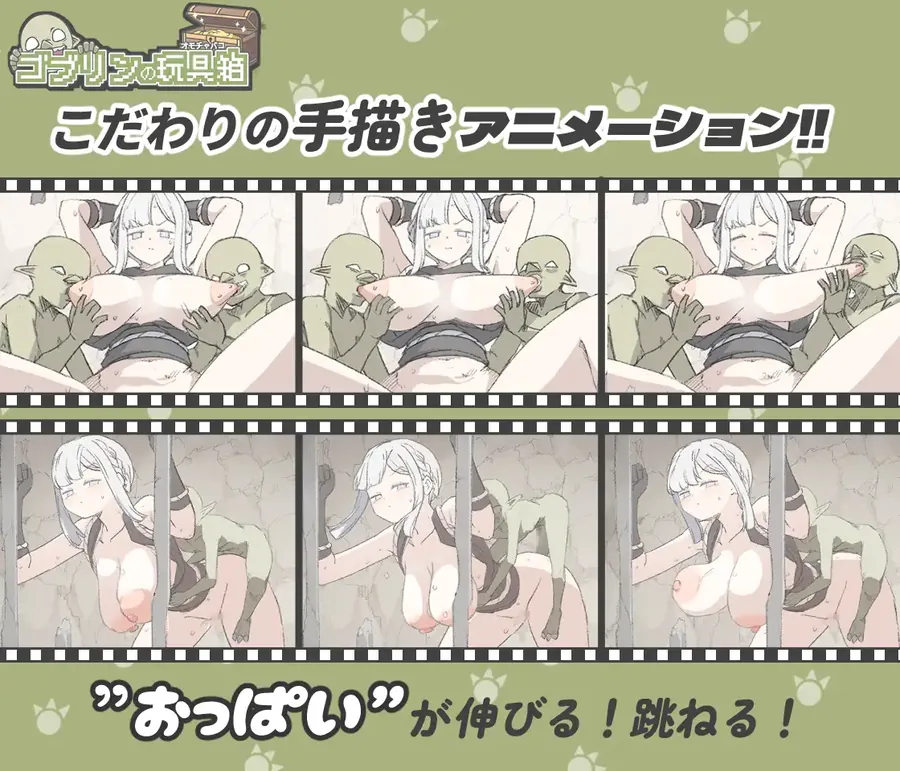 オモチャバコ
ゴブリンの玩具箱
こだわりの手描きアニメーション!!
”おっぱい”が伸びる！跳ねる！